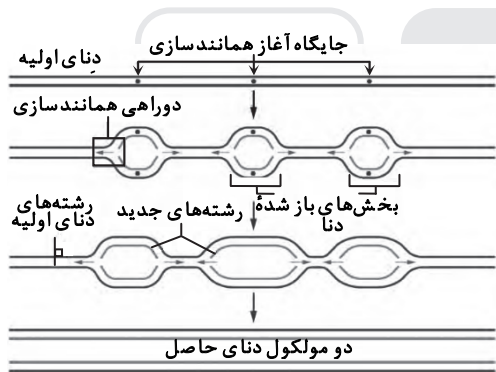 جایگاه آغاز همانندسازی
دنای اولیه
دوراهی همانندسازی
بخش‌های باز شدهٔ
دنا
رشته‌های جدید
رشته‌های
دنای اولیه
دو مولکول دنای حاصل